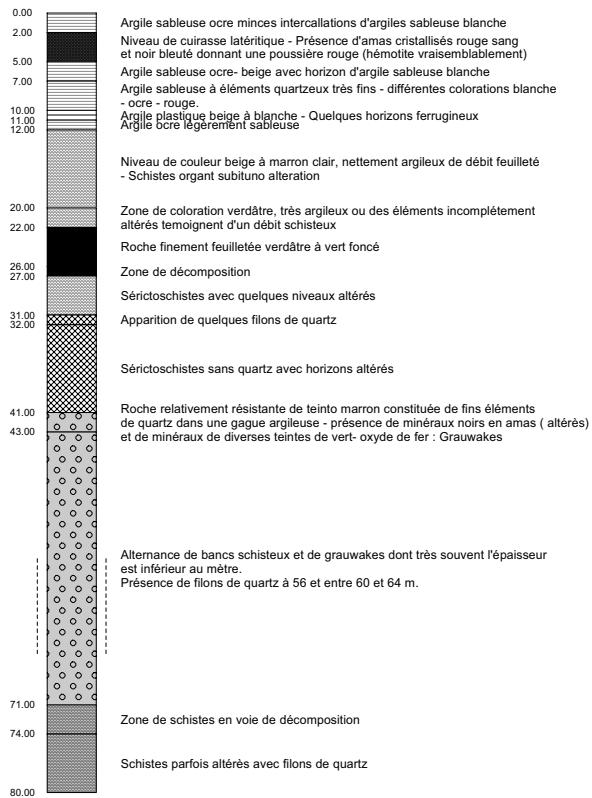 0.00
Argile sableuse ocre minces intercallations d'argiles sableuse blanche
2.00
Niveau de cuirasse latéritique - Présence d'amas cristallisés rouge sang
et noir bleuté donnant une poussière rouge (hémotite vraisemblablement)
5.00
Argile sableuse ocre- beige avec horizon d'argile sableuse blanche
7.00
Argile sableuse à éléments quartzeux très fins - différentes colorations blanche
- ocre - rouge.
10.00
Argile plastique beige à blanche - Quelques horizons ferrugineux
11.00
Argile ocre légèrement sableuse
12.00
Niveau de couleur beige à marron clair, nettement argileux de débit feuilleté
- Schistes organt subituno alteration
20.00
Zone de coloration verdâtre, très argileux ou des éléments incomplétement
altérés temoignent d'un débit schisteux
22.00
Roche finement feuilletée verdâtre à vert foncé
26.00
Zone de décomposition
27.00
Sérictoschistes avec quelques niveaux altérés
31.00
Apparition de quelques filons de quartz
32.00
Sérictoschistes sans quartz avec horizons altérés
41.00
Roche relativement résistante de teinto marron constituée de fins éléments
de quartz dans une gague argileuse - présence de minéraux noirs en amas ( altérès)
43.00
et de minéraux de diverses teintes de vert- oxyde de fer : Grauwakes
Alternance de bancs schisteux et de grauwakes dont très souvent l'épaisseur
est inférieur au mètre.
Présence de filons de quartz à 56 et entre 60 et 64 m.
71.00
Zone de schistes en voie de décomposition
74.00
Schistes parfois altérès avec filons de quartz
80.00